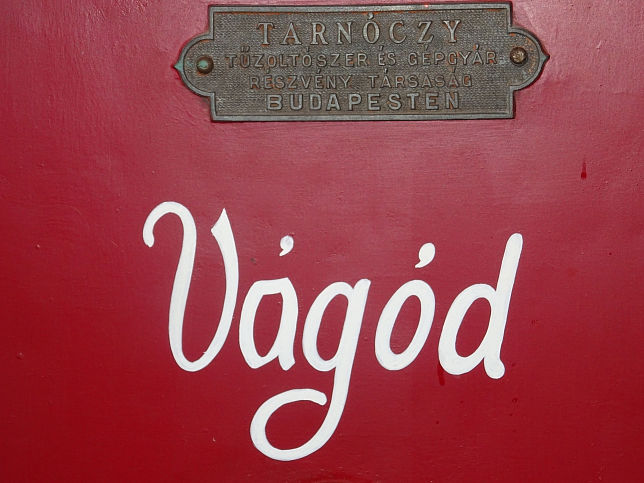 TARNÓCZY
TŰZOLTÓSZER ÉS GÉPGYÁR
RÉSZVÉNY TÁRSASÁG
BUDAPESTEN
Vágód